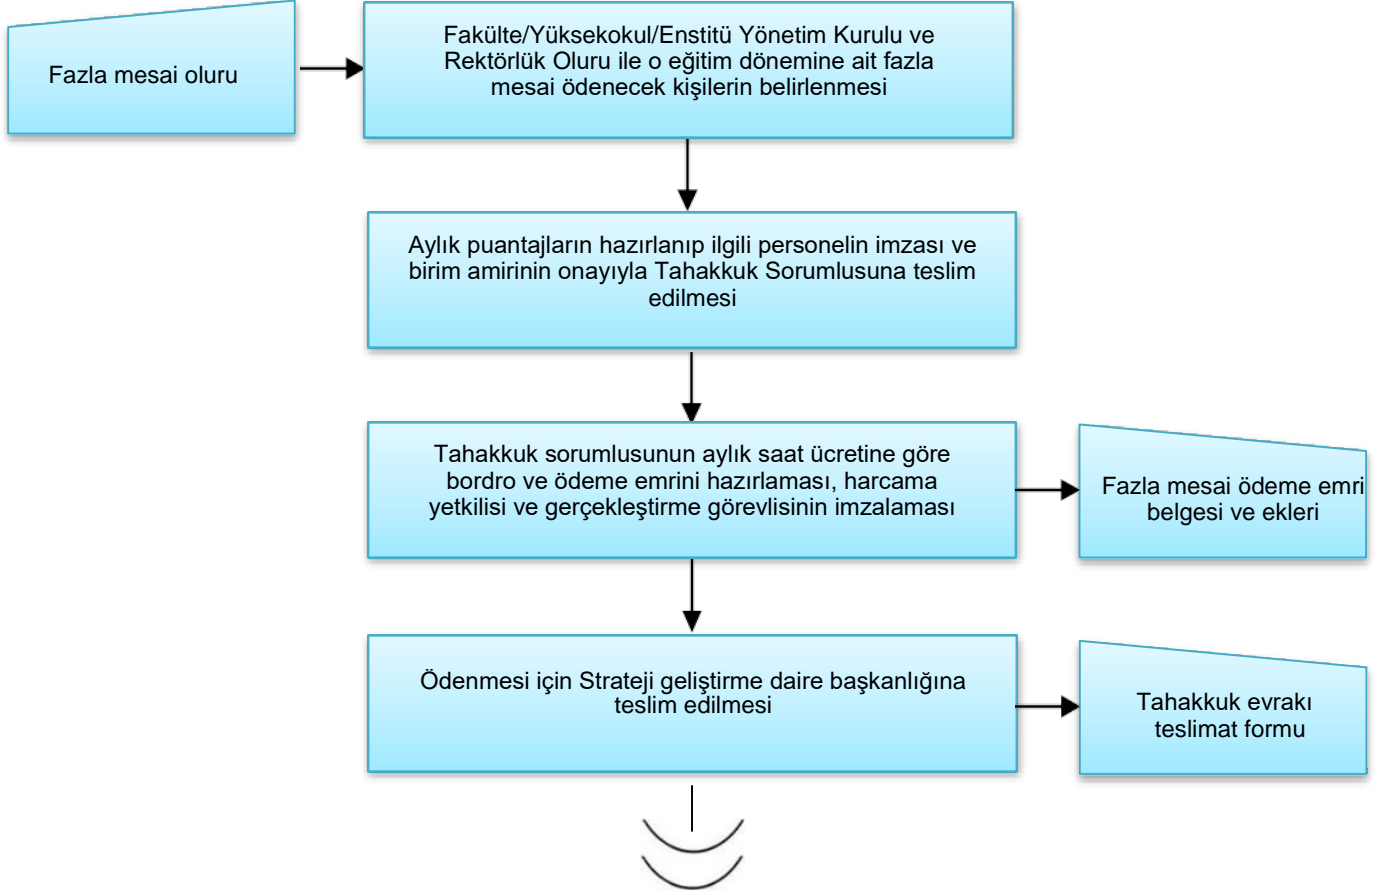 Fazla mesai oluru
Fakülte/Yüksekokul/Enstitü Yönetim Kurulu ve
Rektörlük Oluru ile o eğitim dönemine ait fazla
mesai ödenecek kişilerin belirlenmesi
Aylık puantajların hazırlanıp ilgili personelin imzası ve
birim amirinin onayıyla Tahakkuk Sorumlusuna teslim
edilmesi
Tahakkuk sorumlusunun aylık saat ücretine göre
bordro ve ödeme emrini hazırlaması, harcama
yetkilisi ve gerçekleştirme görevlisinin imzalaması
Fazla mesai ödeme emri
belgesi ve ekleri
Ödenmesi için Strateji geliştirme daire başkanlığına
teslim edilmesi
Tahakkuk evrakı
teslimat formu